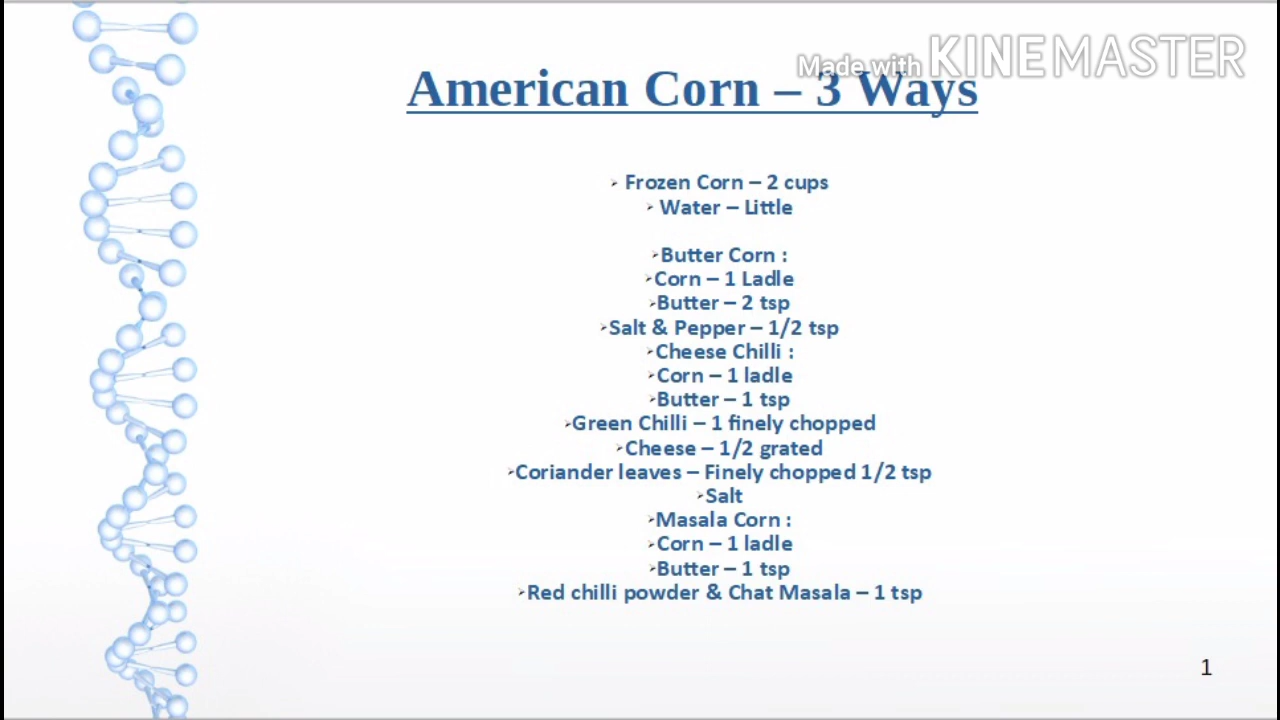 Made with KINEMASTER
American Corn – 3 Ways
➢ Frozen Corn – 2 cups
➢ Water – Little
➢Butter Corn :
➢Corn – 1 Ladle
➢Butter – 2 tsp
➢Salt & Pepper – 1/2 tsp
➢Cheese Chilli :
➢Corn – 1 ladle
➢Butter – 1 tsp
➢Green Chilli – 1 finely chopped
➢Cheese – 1/2 grated
➢Coriander leaves – Finely chopped 1/2 tsp
➢Salt
➢Masala Corn :
➢Corn – 1 ladle
➢Butter – 1 tsp
➢Red chilli powder & Chat Masala – 1 tsp
1